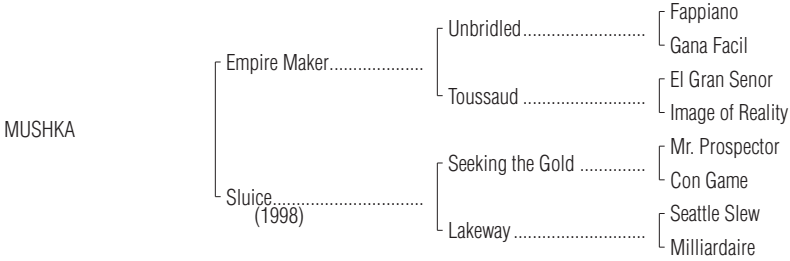 Fappiano
Unbridled..........................
Gana Facil
Empire Maker....................
El Gran Senor
Toussaud ..........................
Image of Reality
MUSHKA
Mr. Prospector
Seeking the Gold ..............
Con Game
Sluice................................
(1998)
Seattle Slew
Lakeway ............................
Milliardaire